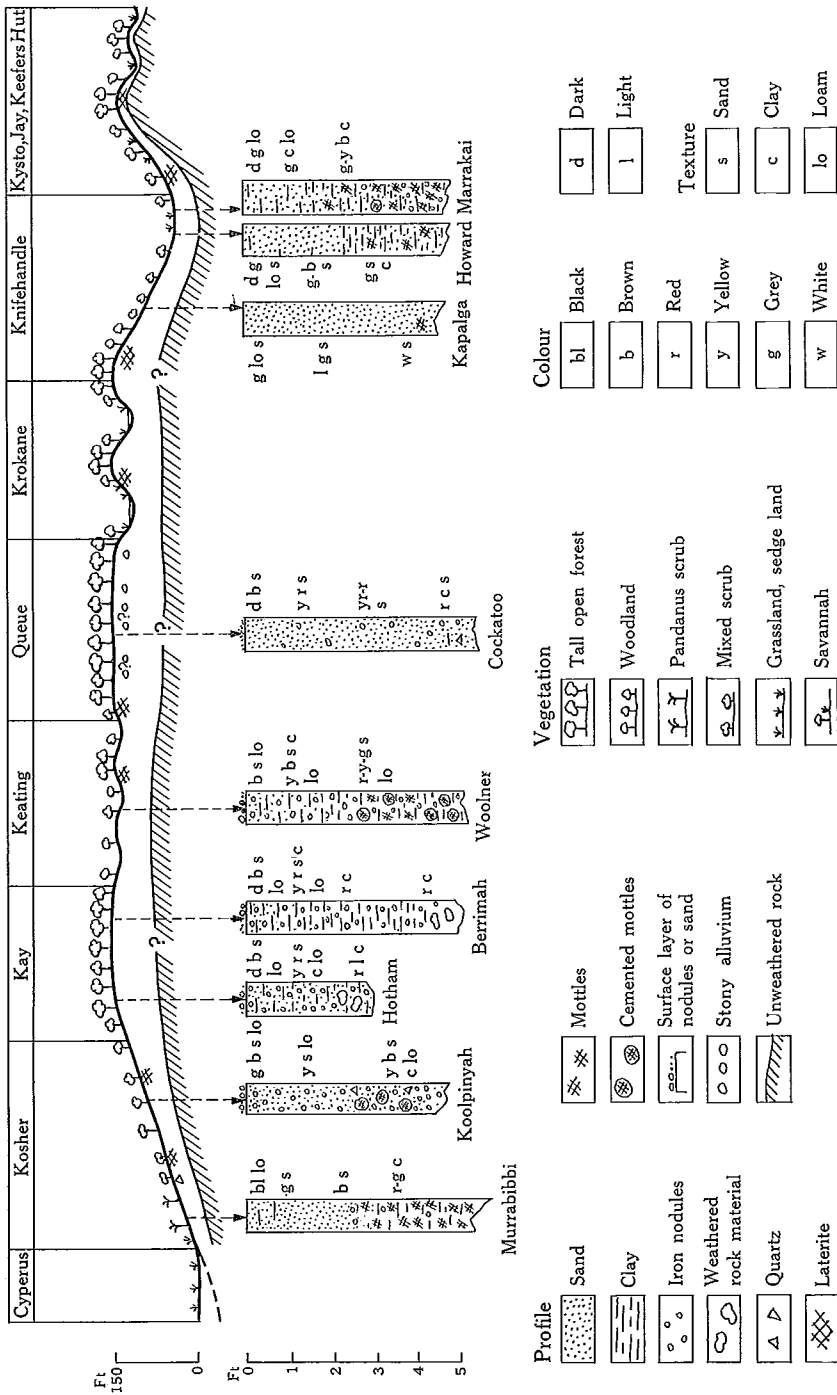 Cyperus Kosher Kay Keating Queue Krokane Knifehandle Kysto, Jay, Keefers Hut
Ft
150
0
?
?
?
Ft
0
1
2
3
4
5
bl lo
-g s
b s
r-g c
Murrabibbi
g b s lo
y s lo
y b s
c lo
Koolpinyah
d b s
lo
y r s
c lo
r l c
Hotham
d b s
lo
y r s'c
lo
r c
r c
Berrimah
b s lo
y b s c
lo
r-y-g s
lo
Woolner
d b s
y r s
yr-r
s
r c s
Cockatoo
g lo s
l g s
w s
Kapalga
d g
lo s
g-b
s
g s
c
Howard
d g lo
g c lo
g-y b c
Marrakai
Profile
Sand
Clay
Iron nodules
Weathered
rock material
Quartz
Laterite
Mottles
Cemented mottles
Surface layer of
nodules or sand
Stony alluvium
Unweathered rock
Vegetation
Tall open forest
Woodland
Pandanus scrub
Mixed scrub
Grassland, sedge land
Savannah
Colour
bl Black
b Brown
r Red
y Yellow
g Grey
w White
d Dark
l Light
Texture
s Sand
c Clay
lo Loam